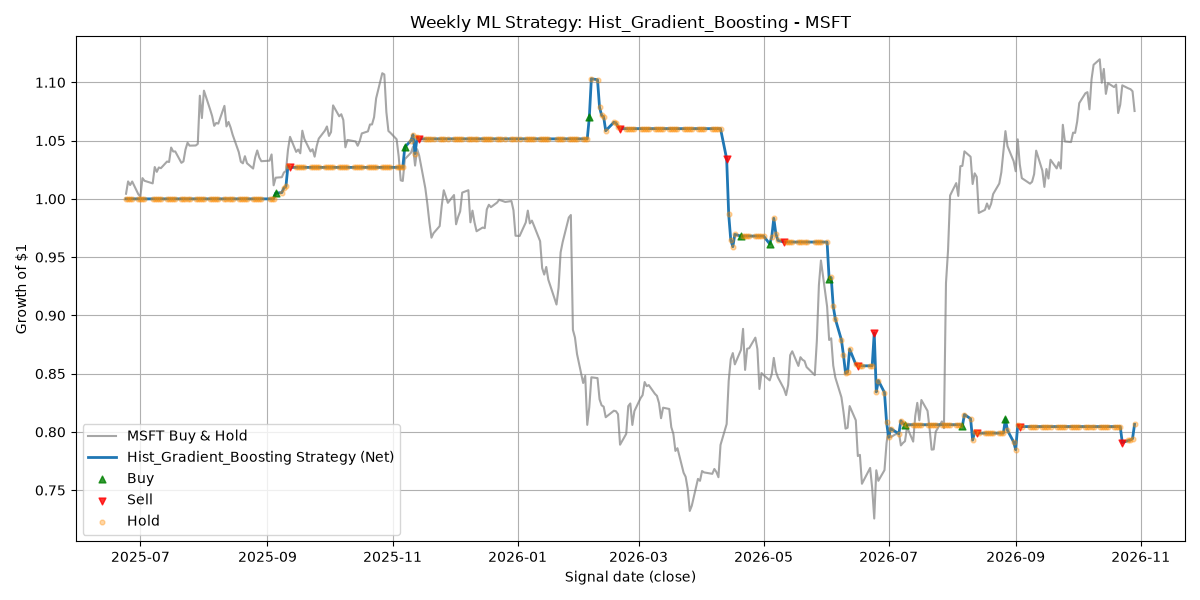 Weekly ML Strategy: Hist_Gradient_Boosting - MSFT
Growth of $1
1.10
1.05
1.00
0.95
0.90
0.85
0.80
0.75
MSFT Buy & Hold
Hist_Gradient_Boosting Strategy (Net)
Buy
Sell
Hold
2025-07 2025-09 2025-11 2026-01 2026-03 2026-05 2026-07 2026-09 2026-11
Signal date (close)